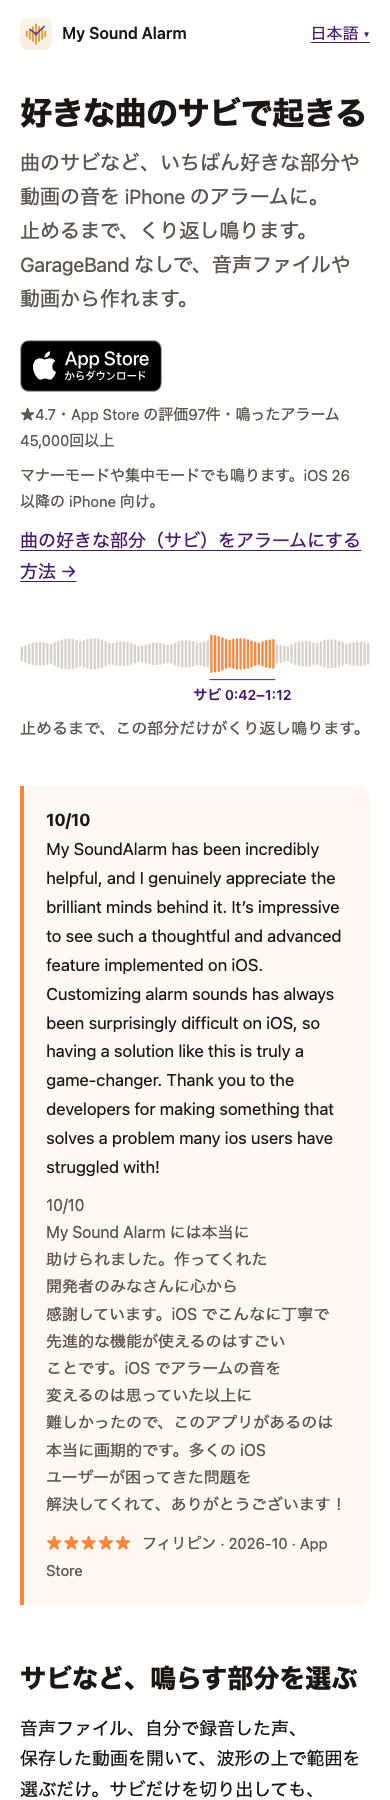 My Sound Alarm
日本語 ▾
好きな曲のサビで起きる
曲のサビなど、いちばん好きな部分や
動画の音を iPhone のアラームに。
止めるまで、くり返し鳴ります。
GarageBand なしで、音声ファイルや
動画から作れます。
App Store
からダウンロード
★4.7・App Store の評価97件・鳴ったアラーム
45,000回以上
マナーモードや集中モードでも鳴ります。iOS 26
以降の iPhone 向け。
曲の好きな部分（サビ）をアラームにする
方法 →
サビ 0:42–1:12
止めるまで、この部分だけがくり返し鳴ります。
10/10
My SoundAlarm has been incredibly
helpful, and I genuinely appreciate the
brilliant minds behind it. It’s impressive
to see such a thoughtful and advanced
feature implemented on iOS.
Customizing alarm sounds has always
been surprisingly difficult on iOS, so
having a solution like this is truly a
game-changer. Thank you to the
developers for making something that
solves a problem many ios users have
struggled with!
10/10
My Sound Alarm には本当に
助けられました。作ってくれた
開発者のみなさんに心から
感謝しています。iOS でこんなに丁寧で
先進的な機能が使えるのはすごい
ことです。iOS でアラームの音を
変えるのは思っていた以上に
難しかったので、このアプリがあるのは
本当に画期的です。多くの iOS
ユーザーが困ってきた問題を
解決してくれて、ありがとうございます！
★★★★★ フィリピン · 2026-10 · App
Store
サビなど、鳴らす部分を選ぶ
音声ファイル、自分で録音した声、
保存した動画を開いて、波形の上で範囲を
選ぶだけ。サビだけを切り出しても、